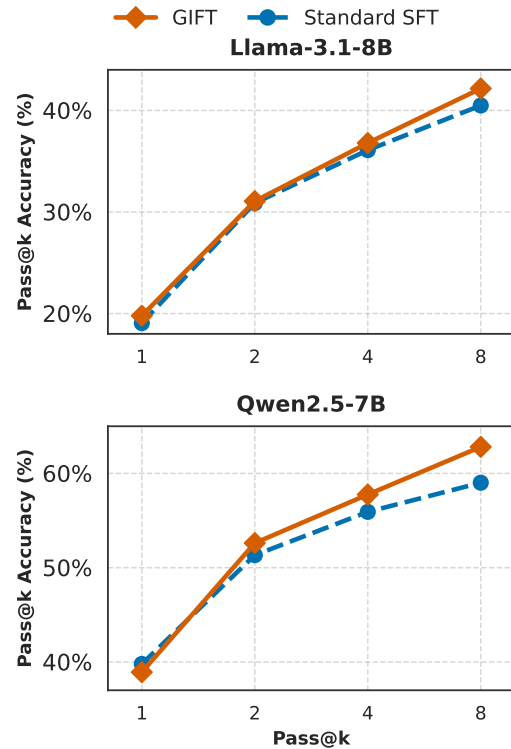 GIFT Standard SFT
Llama-3.1-8B
Pass@k Accuracy (%)
40%
30%
20%
1 2 4 8
Qwen2.5-7B
Pass@k Accuracy (%)
60%
50%
40%
1 2 4 8
Pass@k